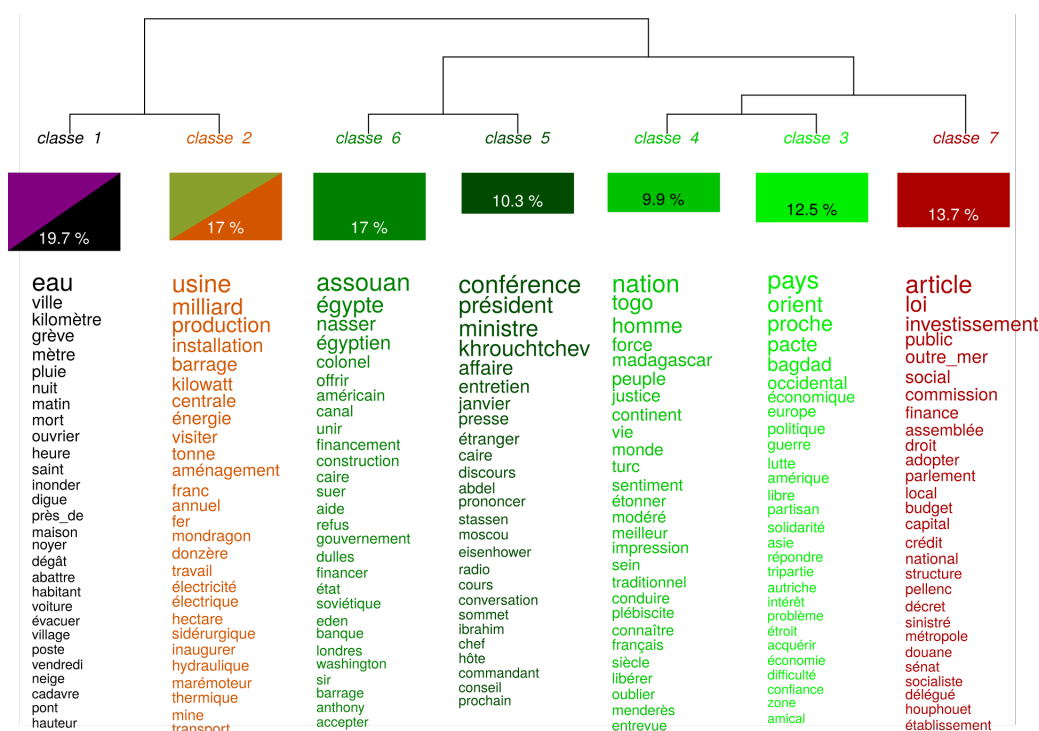 classe 1
classe 2
classe 6
classe 5
classe 4
classe 3
classe 7
19.7 %
17 %
17 %
10.3 %
9.9 %
12.5 %
13.7 %
eau
ville
kilomètre
grève
mètre
pluie
nuit
matin
mort
ouvrier
heure
saint
inonder
digue
près_de
maison
noyer
dégât
abattre
habitant
voiture
évacuer
village
poste
vendredi
neige
cadavre
pont
hauteur
usine
milliard
production
installation
barrage
kilowatt
centrale
énergie
visiter
tonne
aménagement
franc
annuel
fer
mondragon
donzère
travail
électricité
électrique
hectare
sidérurgique
inaugurer
hydraulique
marémoteur
thermique
mine
transport
assouan
égypte
nasser
égyptien
colonel
offrir
américain
canal
unir
financement
construction
caire
suer
aide
refus
gouvernement
dulles
financer
état
soviétique
eden
banque
londres
washington
sir
barrage
anthony
accepter
conférence
président
ministre
khrouchtchev
affaire
entretien
janvier
presse
étranger
caire
discours
abdel
prononcer
stassen
moscou
eisenhower
radio
cours
conversation
sommet
ibrahim
chef
hôte
commandant
conseil
prochain
nation
togo
homme
force
madagascar
peuple
justice
continent
vie
monde
turc
sentiment
étonner
modéré
meilleur
impression
sein
traditionnel
conduire
plébiscite
connaître
français
siècle
libérer
oublier
menderès
entrevue
pays
orient
proche
pacte
bagdad
occidental
économique
europe
politique
guerre
lutte
amérique
libre
partisan
solidarité
asie
répondre
tripartie
autriche
intérêt
problème
étroit
acquérir
économie
difficulté
confiance
zone
amical
article
loi
investissement
public
outre_mer
social
commission
finance
assemblée
droit
adopter
parlement
local
budget
capital
crédit
national
structure
pellenc
décret
sinistré
métropole
douane
sénat
socialiste
délégué
houphouet
établissement